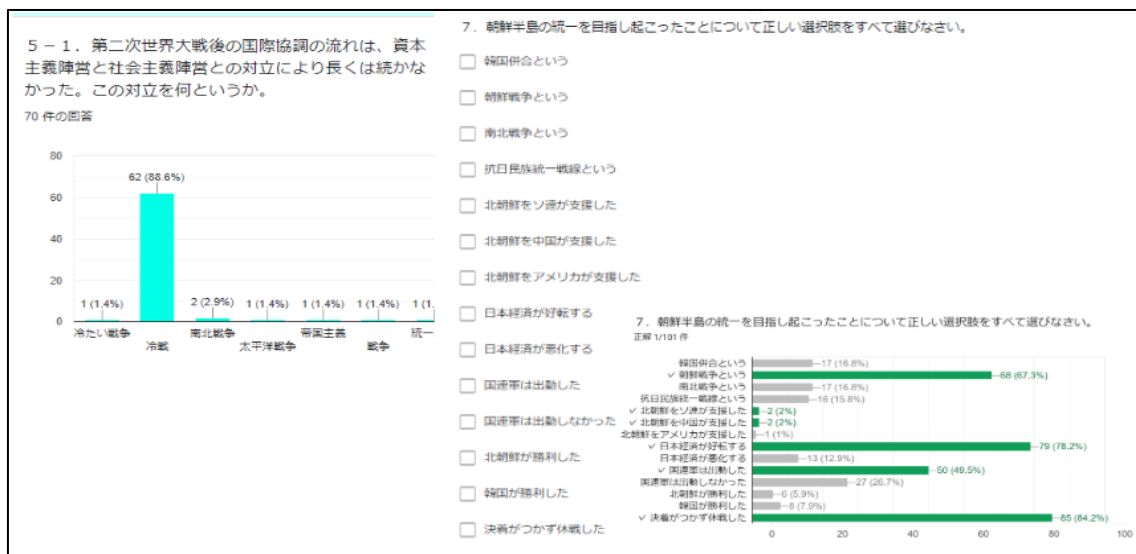 5－1．第二次世界大戦後の国際協調の流れは、資本
主義陣営と社会主義陣営との対立により長くは続かな
かった。この対立を何というか。
70 件の回答
80
60
40
20
0
1 (1.4%)
62 (88.6%)
2 (2.9%)
1 (1.4%)
1 (1.4%)
1 (1.4%)
1 (1.
冷たい戦争
冷戦
南北戦争
太平洋戦争
帝国主義
戦争
統一
7．朝鮮半島の統一を目指し起こったことについて正しい選択肢をすべて選びなさい。
韓国併合という
朝鮮戦争という
南北戦争という
抗日民族統一戦線という
北朝鮮をソ連が支援した
北朝鮮を中国が支援した
北朝鮮をアメリカが支援した
日本経済が好転する
日本経済が悪化する
国連軍は出動した
国連軍は出動しなかった
北朝鮮が勝利した
韓国が勝利した
決着がつかず休戦した
7．朝鮮半島の統一を目指し起こったことについて正しい選択肢をすべて選びなさい。
正解 1/101 件
韓国併合という 17 (16.8%)
✓ 朝鮮戦争という 68 (67.3%)
南北戦争という 17 (16.8%)
抗日民族統一戦線という 16 (15.8%)
✓ 北朝鮮をソ連が支援した 2 (2%)
✓ 北朝鮮を中国が支援した 2 (2%)
北朝鮮をアメリカが支援した 1 (1%)
✓ 日本経済が好転する 79 (78.2%)
日本経済が悪化する 13 (12.9%)
✓ 国連軍は出動した 50 (49.5%)
国連軍は出動しなかった 27 (26.7%)
北朝鮮が勝利した 6 (5.9%)
韓国が勝利した 8 (7.9%)
✓ 決着がつかず休戦した 85 (84.2%)
0 20 40 60 80 100